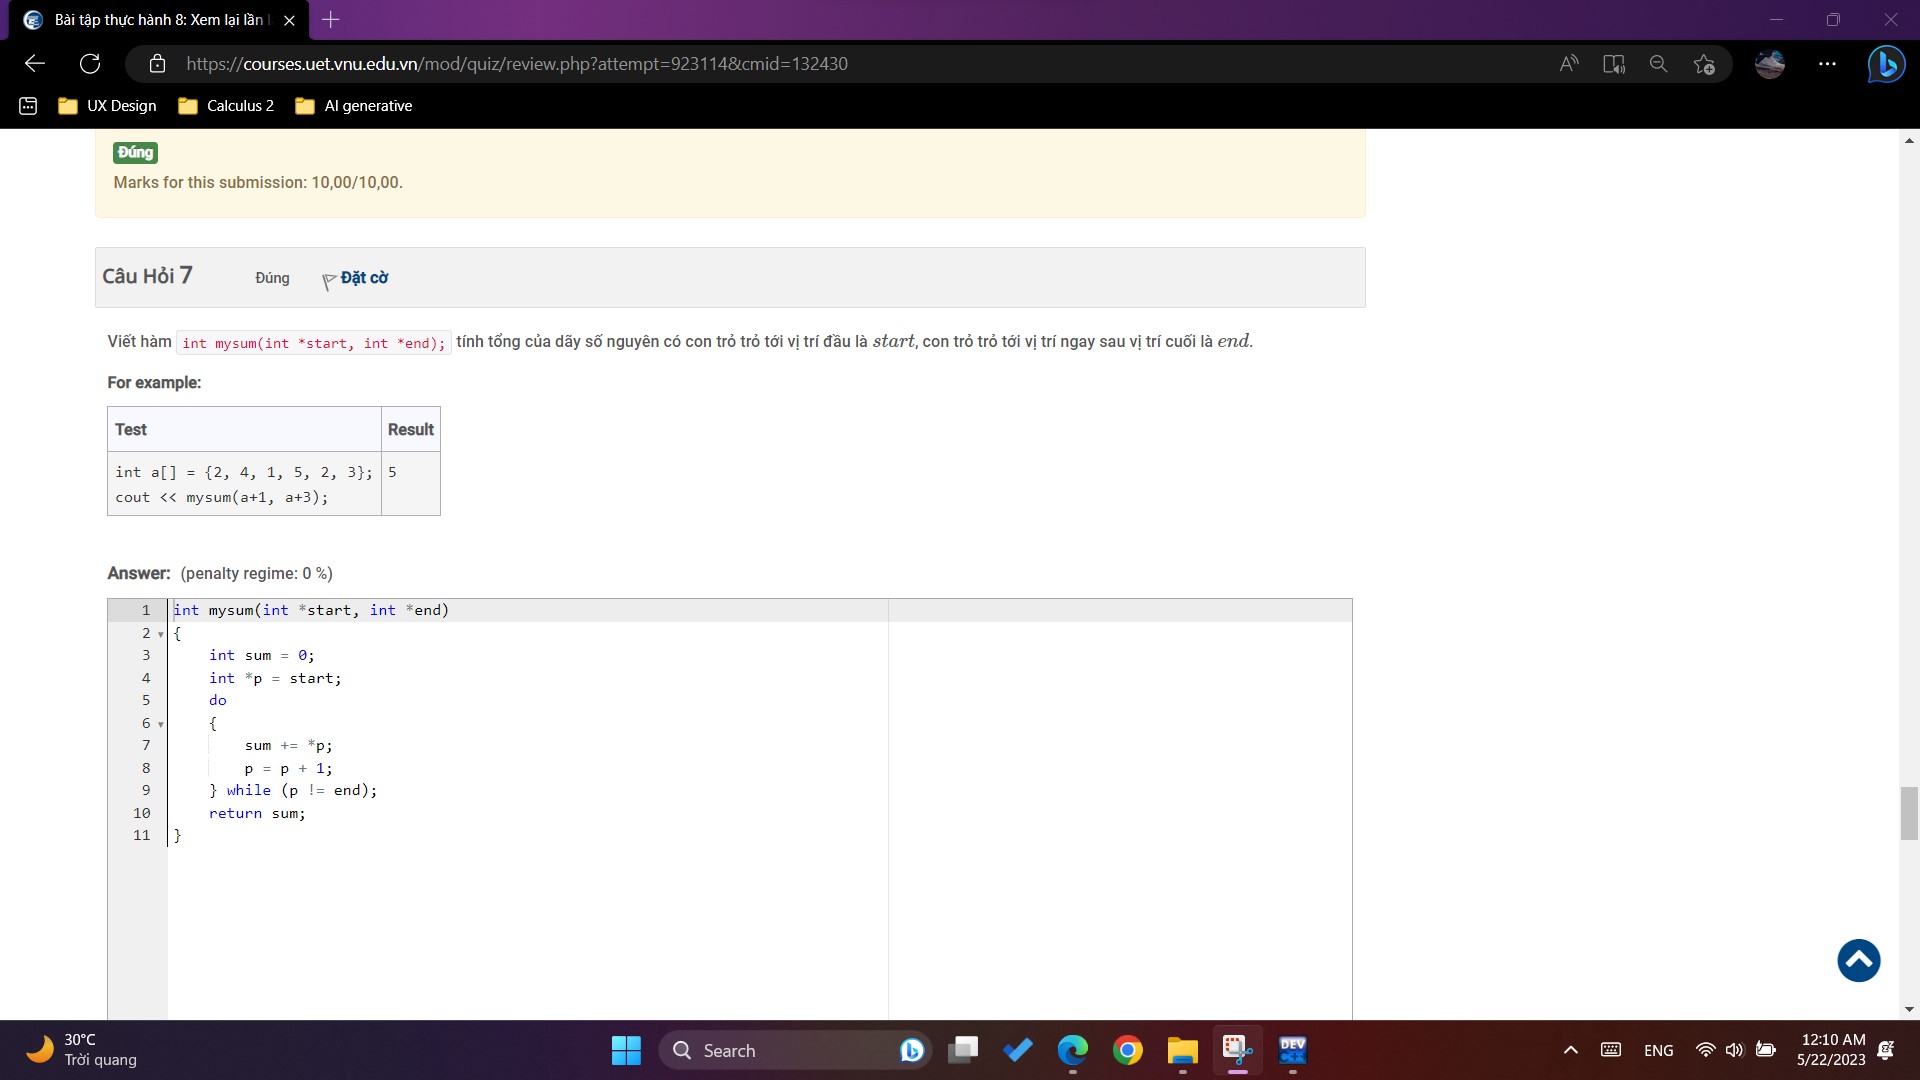 Bài tập thực hành 8: Xem lại lần
https://courses.uet.vnu.edu.vn/mod/quiz/review.php?attempt=923114&cmid=132430
UX Design
Calculus 2
AI generative
Đúng
Marks for this submission: 10,00/10,00.
Câu Hỏi 7
Đúng
Đặt cờ
Viết hàm int mysum(int *start, int *end); tính tổng của dãy số nguyên có con trỏ trỏ tới vị trí đầu là start, con trỏ trỏ tới vị trí ngay sau vị trí cuối là end.
For example:
Test Result
int a[] = {2, 4, 1, 5, 2, 3}; 5
cout << mysum(a+1, a+3);
Answer: (penalty regime: 0 %)
1 int mysum(int *start, int *end)
2 {
3 int sum = 0;
4 int *p = start;
5 do
6 {
7 sum += *p;
8 p = p + 1;
9 } while (p != end);
10 return sum;
11 }
30°C
Trời quang
Search
DEV
ENG
12:10 AM
5/22/2023